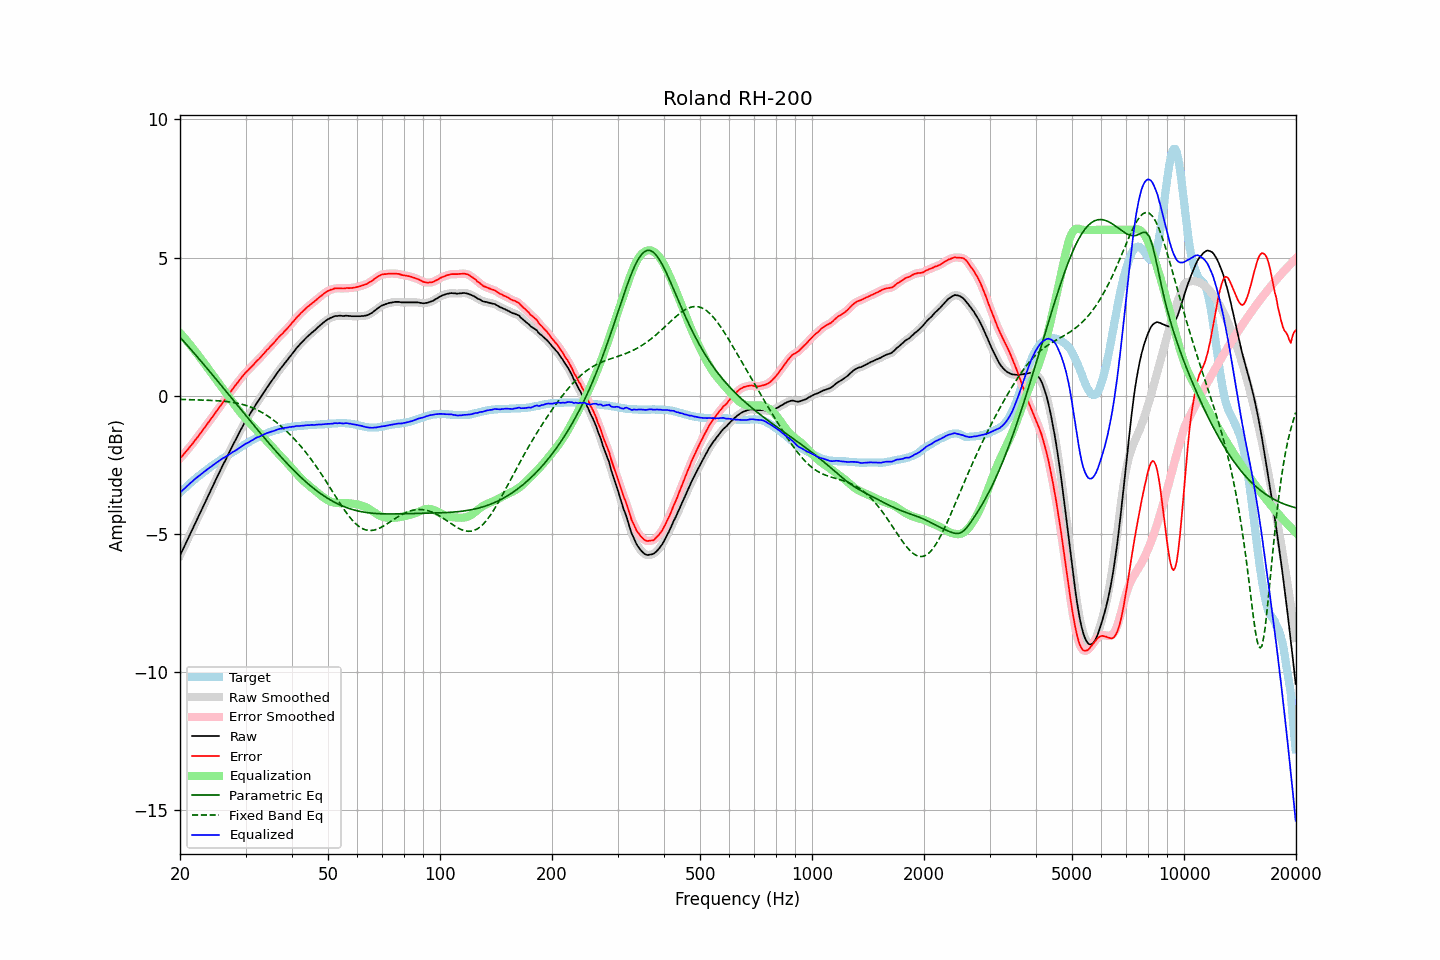 Roland RH-200
Amplitude (dBr)
10
5
0
−5
−10
−15
Target
Raw Smoothed
Error Smoothed
Raw
Error
Equalization
Parametric Eq
Fixed Band Eq
Equalized
20 50 100 200 500 1000 2000 5000 10000 20000
Frequency (Hz)